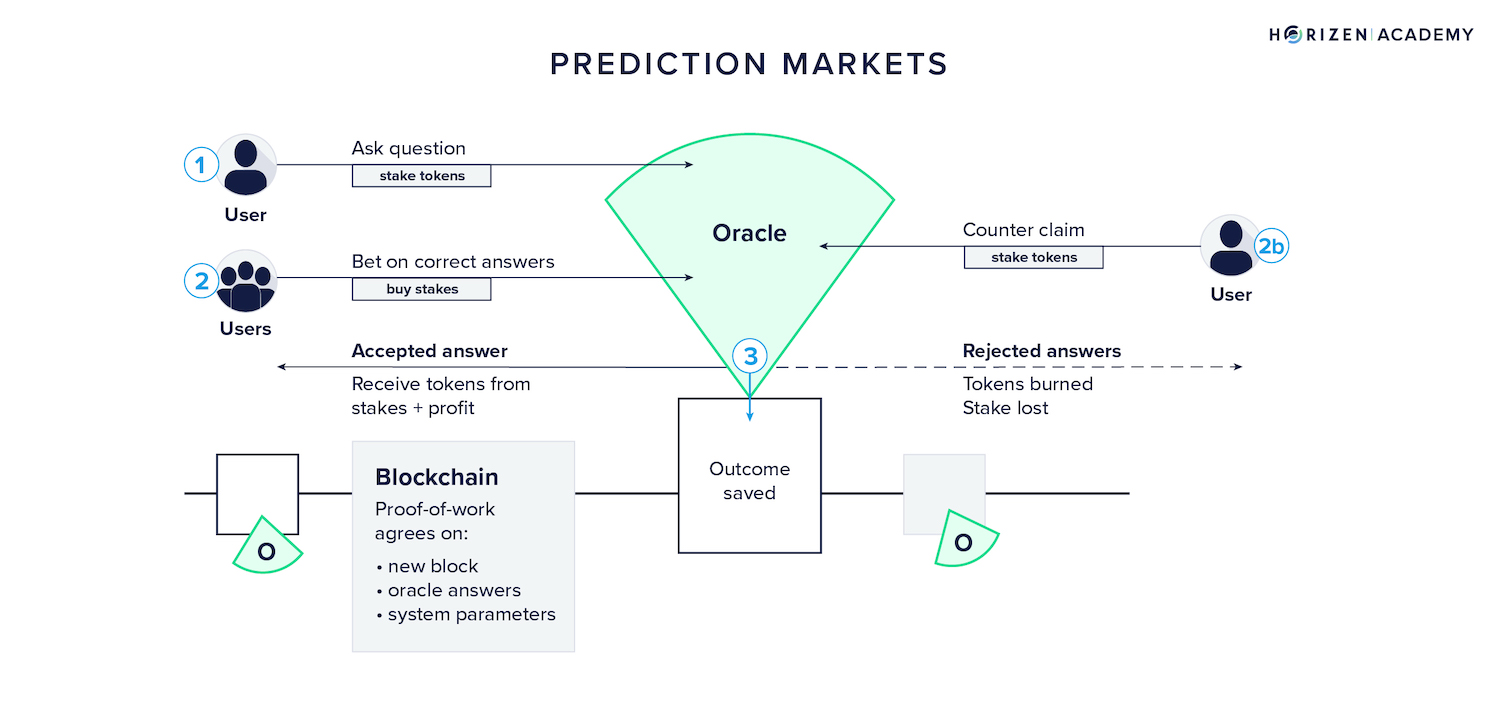 HORIZEN | ACADEMY
PREDICTION MARKETS
1
Ask question
stake tokens
User
2
Bet on correct answers
buy stakes
Users
Oracle
Counter claim
stake tokens
2b
User
3
Accepted answer
Receive tokens from
stakes + profit
Rejected answers
Tokens burned
Stake lost
O
Blockchain
Proof-of-work
agrees on:
• new block
• oracle answers
• system parameters
Outcome
saved
O